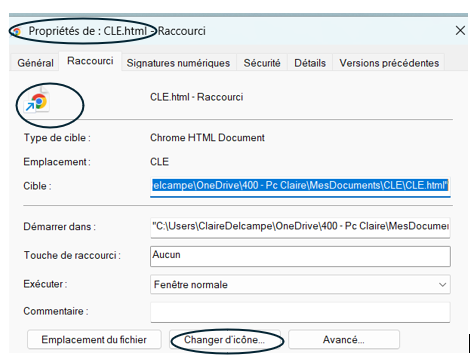 Propriétés de : CLE.html - Raccourci
Général Raccourci Signatures numériques Sécurité Détails Versions précédentes
CLE.html - Raccourci
Type de cible : Chrome HTML Document
Emplacement : CLE
Cible : elcampe\OneDrive\400 - Pc Claire\MesDocuments\CLE\CLE.html"
Démarrer dans : "C:\Users\ClaireDelcampe\OneDrive\400 - Pc Claire\MesDocumei
Touche de raccourci : Aucun
Exécuter : Fenêtre normale
Commentaire :
Emplacement du fichier Changer d'icône... Avancé...